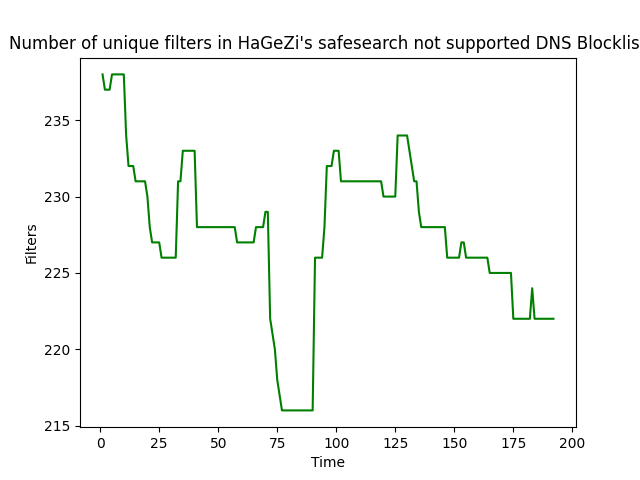 Number of unique filters in HaGeZi's safesearch not supported DNS Blocklis
235
230
225
220
215
Filters
0 25 50 75 100 125 150 175 200
Time